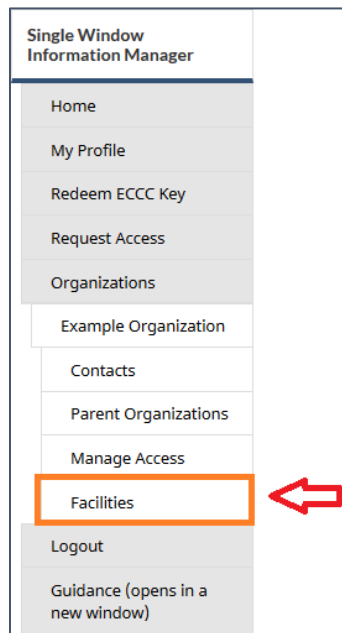 Single Window
Information Manager
Home
My Profile
Redeem ECCC Key
Request Access
Organizations
Example Organization
Contacts
Parent Organizations
Manage Access
Facilities
Logout
Guidance (opens in a
new window)